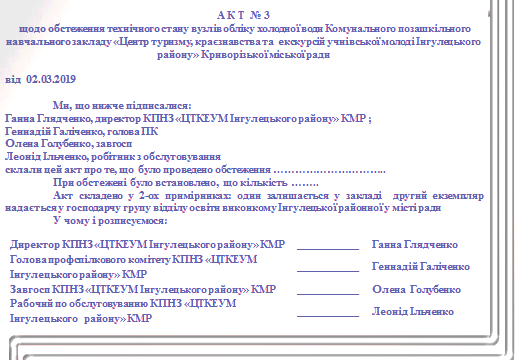 А К Т № 3
щодо обстеження технічного стану вузлів обліку холодної води Комунального позашкільного
навчального закладу «Центр туризму, краєзнавства та екскурсій учнівської молоді Інгулецького
району» Криворізької міської ради
від 02.03.2019
Ми, що нижче підписалися:
Ганна Глядченко, директор КПНЗ «ЦТКЕУМ Інгулецького району» КМР ;
Геннадій Галіченко, голова ПК
Олена Голубенко, завгосп
Леонід Ільченко, робітник з обслуговування
склали цей акт про те, що було проведено обстеження ……………………..
При обстежені було встановлено, що кількість ……..
Акт складено у 2-ох примірниках: один залишається у закладі другий екземпляр
надається у господарчу групу відділу освіти виконкому Інгулецької районної у місті ради
У чому і розписуємося:
Директор КПНЗ «ЦТКЕУМ Інгулецького району» КМР ____________ Ганна Глядченко
Голова профспілкового комітету КПНЗ «ЦТКЕУМ
Інгулецького району» КМР ____________ Геннадій Галіченко
Завгосп КПНЗ «ЦТКЕУМ Інгулецького району» КМР ____________ Олена Голубенко
Рабочий по обслуговуванню КПНЗ «ЦТКЕУМ
Інгулецького району» КМР ____________ Леонід Ільченко